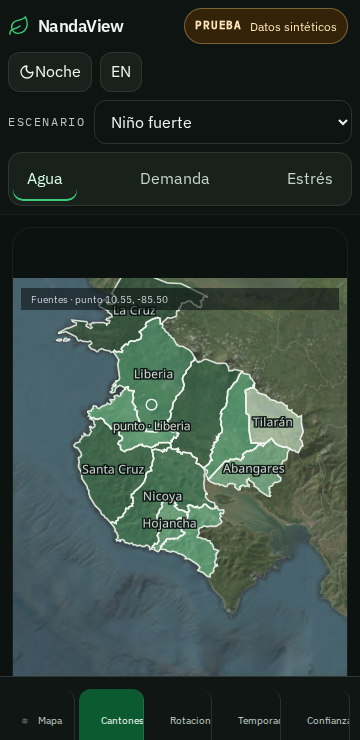 NandaView
PRUEBA Datos sintéticos
Noche
EN
ESCENARIO
Niño fuerte
Agua
Demanda
Estrés
Fuentes · punto 10.55, -85.50
La Cruz
Liberia
punto · Liberia
Tilarán
Santa Cruz
Abangares
Nicoya
Hojancha
Mapa
Cantones
Rotacion
Tempora
Confianza